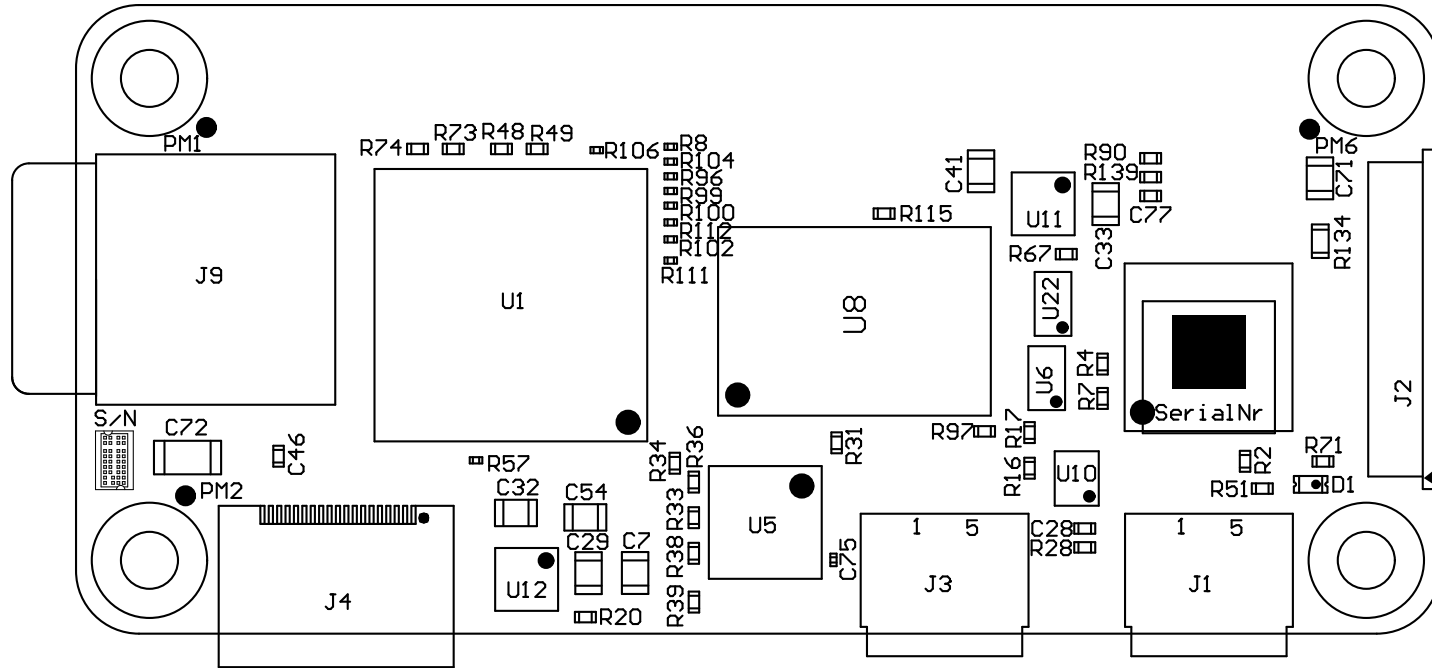 PM1
R74
R73
R48
R49
R106
R8
R104
R96
R99
R100
R112
R102
R111
C41
R115
U11
R90
R139
C77
C33
R67
PM6
C71
R134
J9
U1
U8
U22
U6
R4
R7
SerialNr
J2
S/N
C72
C46
R57
R34
R36
R31
R97
R17
R16
U10
R2
R71
R51
D1
PM2
C32
C54
R33
U5
1 5
C28
R28
1 5
C29
C7
R38
C75
U12
J4
R20
R39
J3
J1